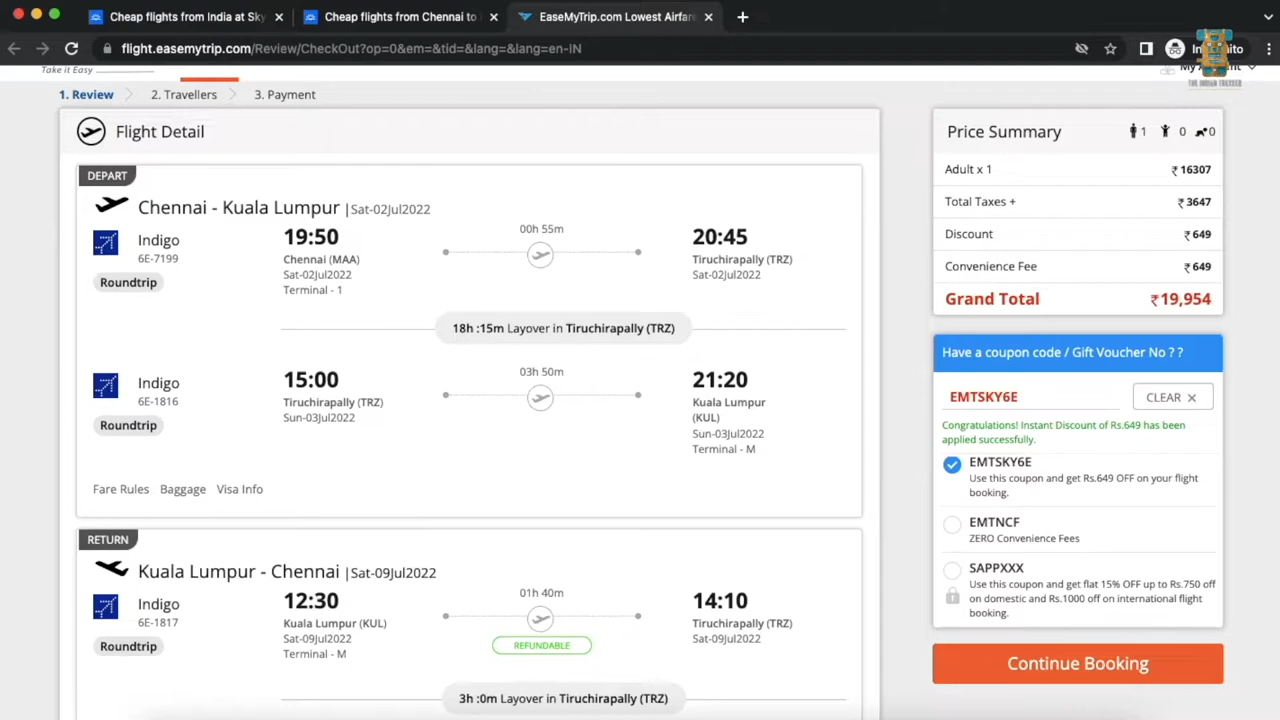 Cheap flights from India at Sky
Cheap flights from Chennai to
EaseMyTrip.com Lowest Airfare
flight.easemytrip.com/Review/CheckOut?op=0&em=&tid=&lang=&lang=en-IN
THE INDIGO TREKKER
Take it Easy
1. Review
2. Travellers
3. Payment
Flight Detail
DEPART
Chennai - Kuala Lumpur |Sat-02Jul2022
Indigo
6E-7199
Roundtrip
19:50
Chennai (MAA)
Sat-02Jul2022
Terminal - 1
00h 55m
20:45
Tiruchirapally (TRZ)
Sat-02Jul2022
18h :15m Layover in Tiruchirapally (TRZ)
Indigo
6E-1816
Roundtrip
15:00
Tiruchirapally (TRZ)
Sun-03Jul2022
03h 50m
21:20
Kuala Lumpur
(KUL)
Sun-03Jul2022
Terminal - M
Fare Rules Baggage Visa Info
RETURN
Kuala Lumpur - Chennai |Sat-09Jul2022
Indigo
6E-1817
Roundtrip
12:30
Kuala Lumpur (KUL)
Sat-09Jul2022
Terminal - M
01h 40m
REFUNDABLE
14:10
Tiruchirapally (TRZ)
Sat-09Jul2022
3h :0m Layover in Tiruchirapally (TRZ)
Price Summary 1 0 0
Adult x 1 ₹ 16307
Total Taxes + ₹ 3647
Discount ₹ 649
Convenience Fee ₹ 649
Grand Total ₹19,954
Have a coupon code / Gift Voucher No ? ?
EMTSKY6E
CLEAR ✕
Congratulations! Instant Discount of Rs.649 has been
applied successfully.
EMTSKY6E
Use this coupon and get Rs.649 OFF on your flight
booking.
EMTNCF
ZERO Convenience Fees
SAPPXXX
Use this coupon and get flat 15% OFF up to Rs.750 off
on domestic and Rs.1000 off on international flight
booking.
Continue Booking